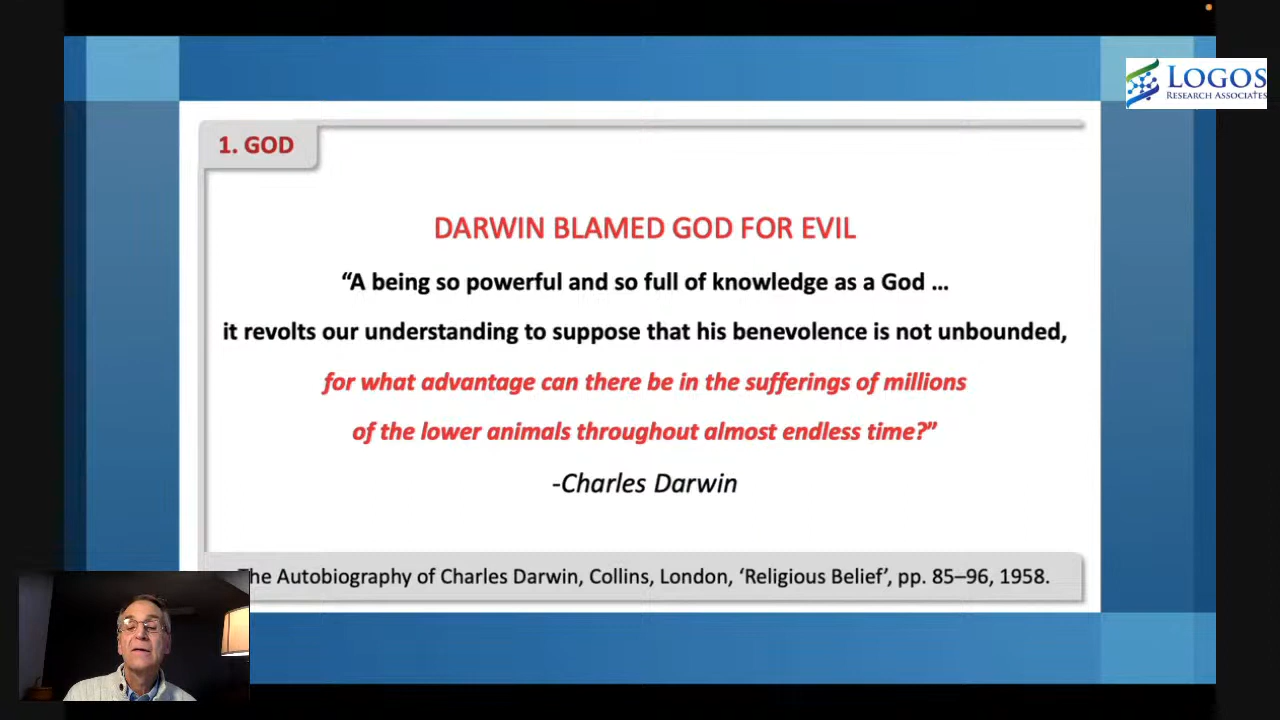 LOGOS
RESEARCH ASSOCIATES
1. GOD
DARWIN BLAMED GOD FOR EVIL
“A being so powerful and so full of knowledge as a God ...
it revolts our understanding to suppose that his benevolence is not unbounded,
for what advantage can there be in the sufferings of millions
of the lower animals throughout almost endless time?”
-Charles Darwin
The Autobiography of Charles Darwin, Collins, London, ‘Religious Belief’, pp. 85–96, 1958.